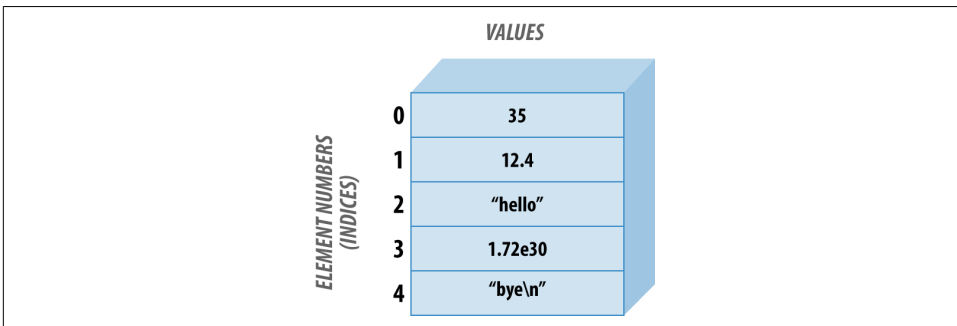 VALUES
ELEMENT NUMBERS
(INDICES)
0 35
1 12.4
2 “hello”
3 1.72e30
4 “bye\n”